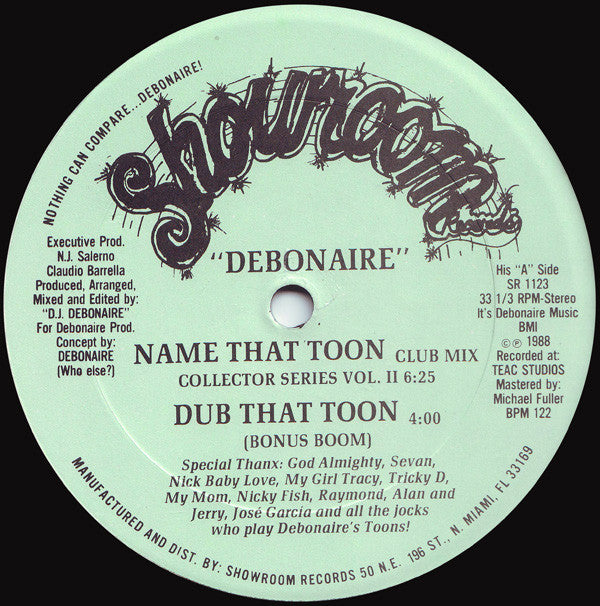 NOTHING CAN COMPARE...DEBONAIRE!
Showroom
Records
"DEBONAIRE"
Executive Prod.
N.J. Salerno
Claudio Barrella
Produced, Arranged,
Mixed and Edited by:
"D.J. DEBONAIRE"
For Debonaire Prod.
Concept by:
DEBONAIRE
(Who else?)
His "A" Side
SR 1123
33 1/3 RPM-Stereo
It's Debonaire Music
BMI
©℗ 1988
Recorded at:
TEAC STUDIOS
Mastered by:
Michael Fuller
BPM 122
NAME THAT TOON CLUB MIX
COLLECTOR SERIES VOL. II 6:25
DUB THAT TOON 4:00
(BONUS BOOM)
Special Thanx: God Almighty, Sevan,
Nick Baby Love, My Girl Tracy, Tricky D,
My Mom, Nicky Fish, Raymond, Alan and
Jerry, José Garcia and all the jocks
who play Debonaire's Toons!
MANUFACTURED AND DIST. BY: SHOWROOM RECORDS 50 N.E. 196 ST., N. MIAMI, FL 33169